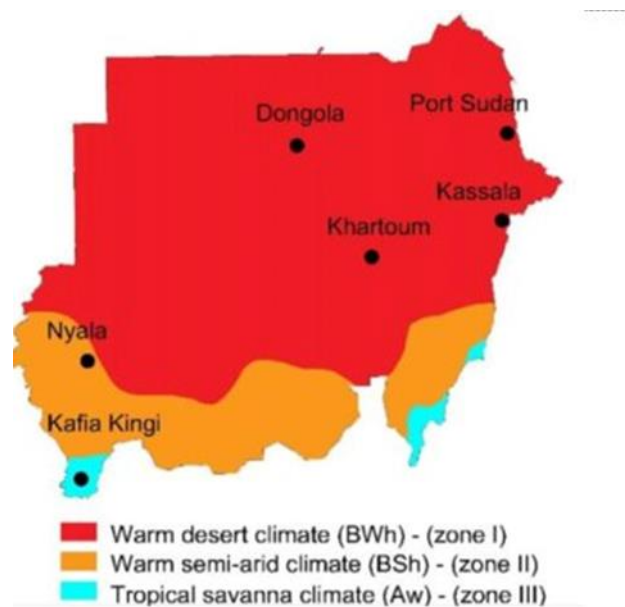 Dongola
Port Sudan
Kassala
Khartoum
Nyala
Kafia Kingi
Warm desert climate (BWh) - (zone I)
Warm semi-arid climate (BSh) - (zone II)
Tropical savanna climate (Aw) - (zone III)